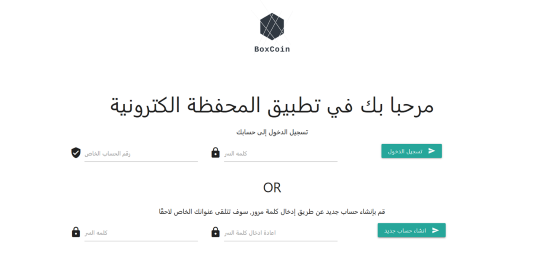 BoxCoin
مرحبا بك في تطبيق المحفظة الكترونية
تسجيل الدخول إلى حسابك
رقم الحساب الخاص
كلمة السر
تسجيل الدخول
OR
قم بإنشاء حساب جديد عن طريق إدخال كلمة مرور, سوف تتلقى عنوانك الخاص لاحقًا
كلمة السر
اعادة ادخال كلمة السر
انشاء حساب جديد